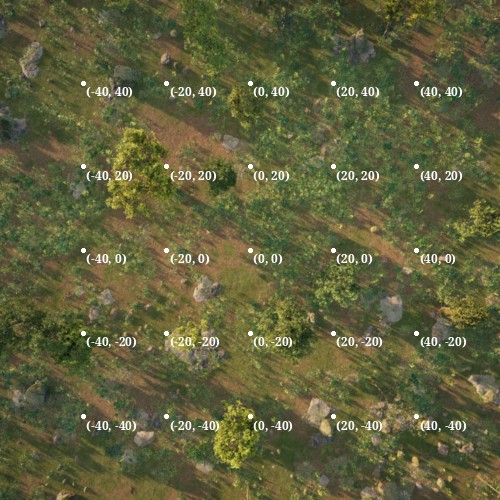 (-40, 40) (-20, 40) (0, 40) (20, 40) (40, 40)
(-40, 20) (-20, 20) (0, 20) (20, 20) (40, 20)
(-40, 0) (-20, 0) (0, 0) (20, 0) (40, 0)
(-40, -20) (-20, -20) (0, -20) (20, -20) (40, -20)
(-40, -40) (-20, -40) (0, -40) (20, -40) (40, -40)